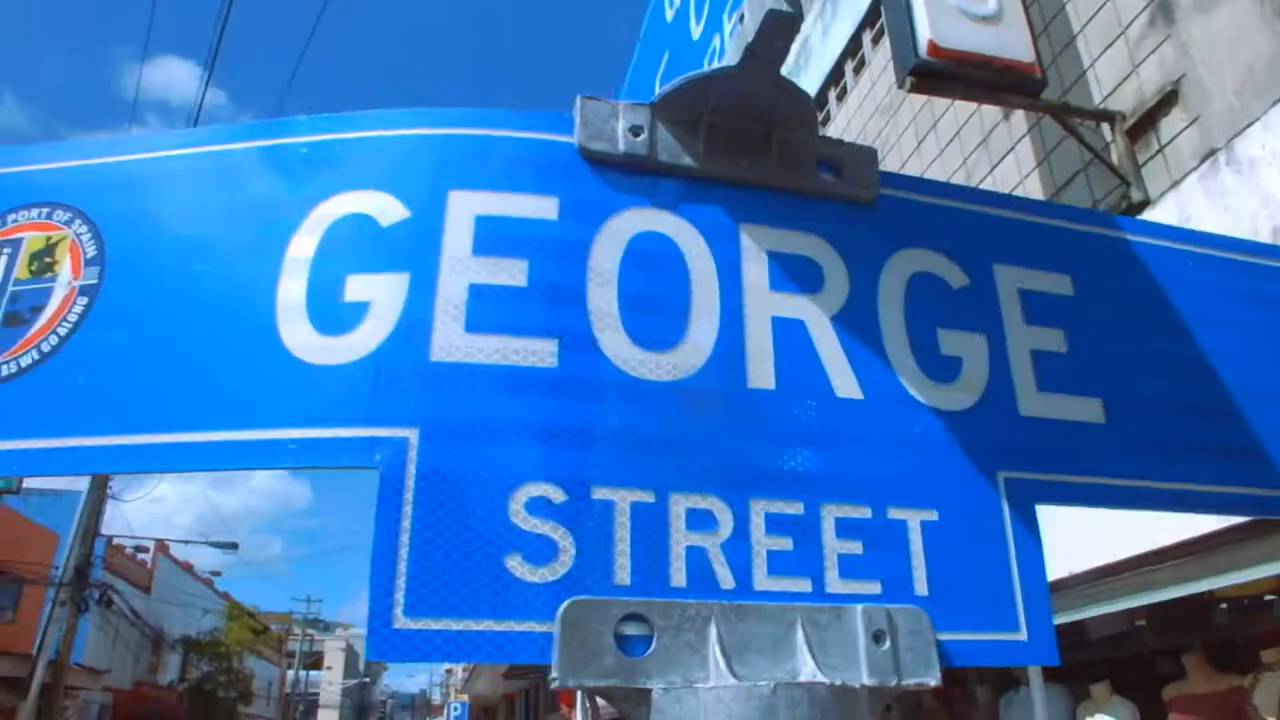 PORT OF SPAIN
AS WE GO ALONG
GEORGE
STREET
P